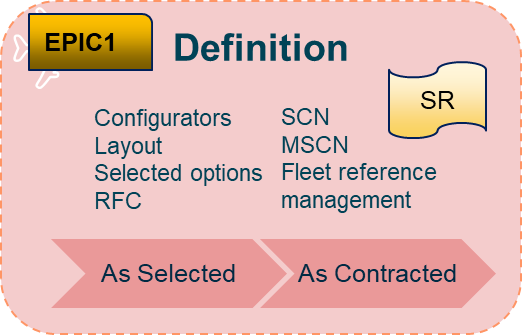 EPIC1
Definition
SR
Configurators
Layout
Selected options
RFC
SCN
MSCN
Fleet reference
management
As Selected
As Contracted